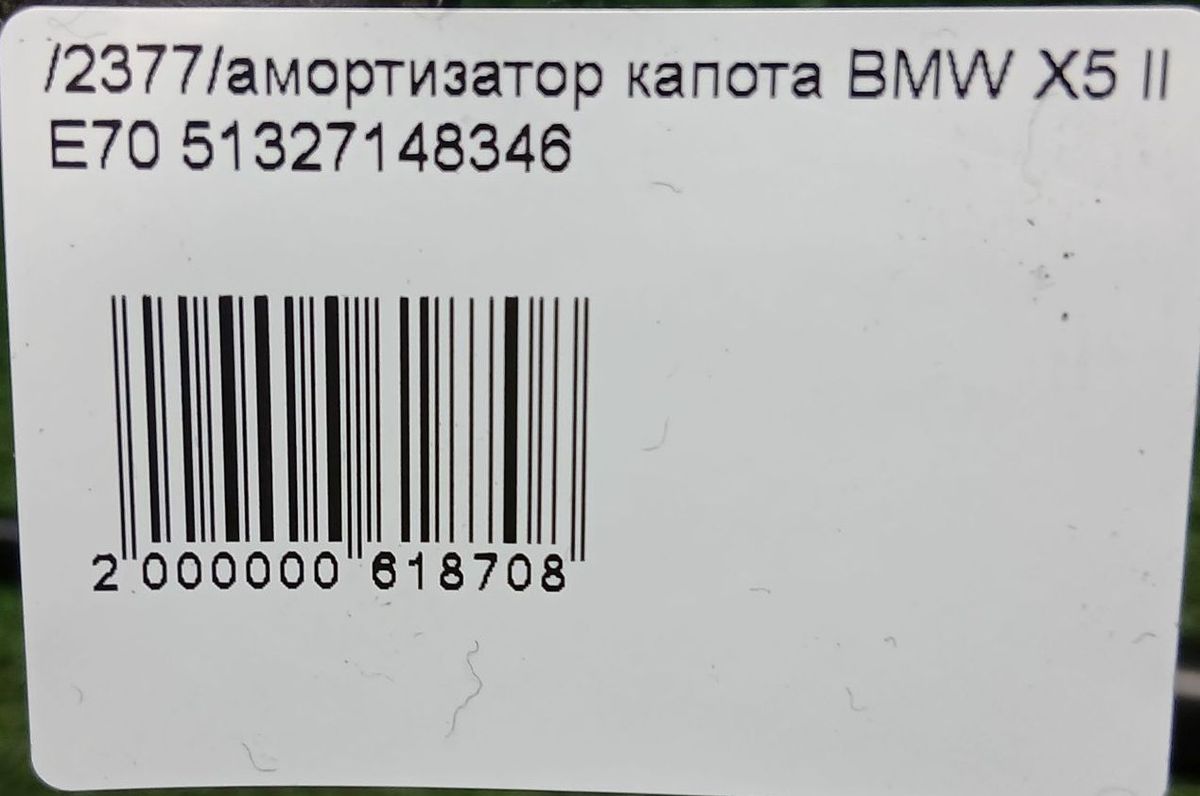 /2377/амортизатор капота BMW X5 II
E70 51327148346
2 000000 618708